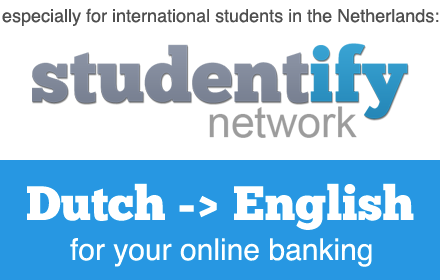 especially for international students in the Netherlands:
studentify
network
Dutch -> English
for your online banking